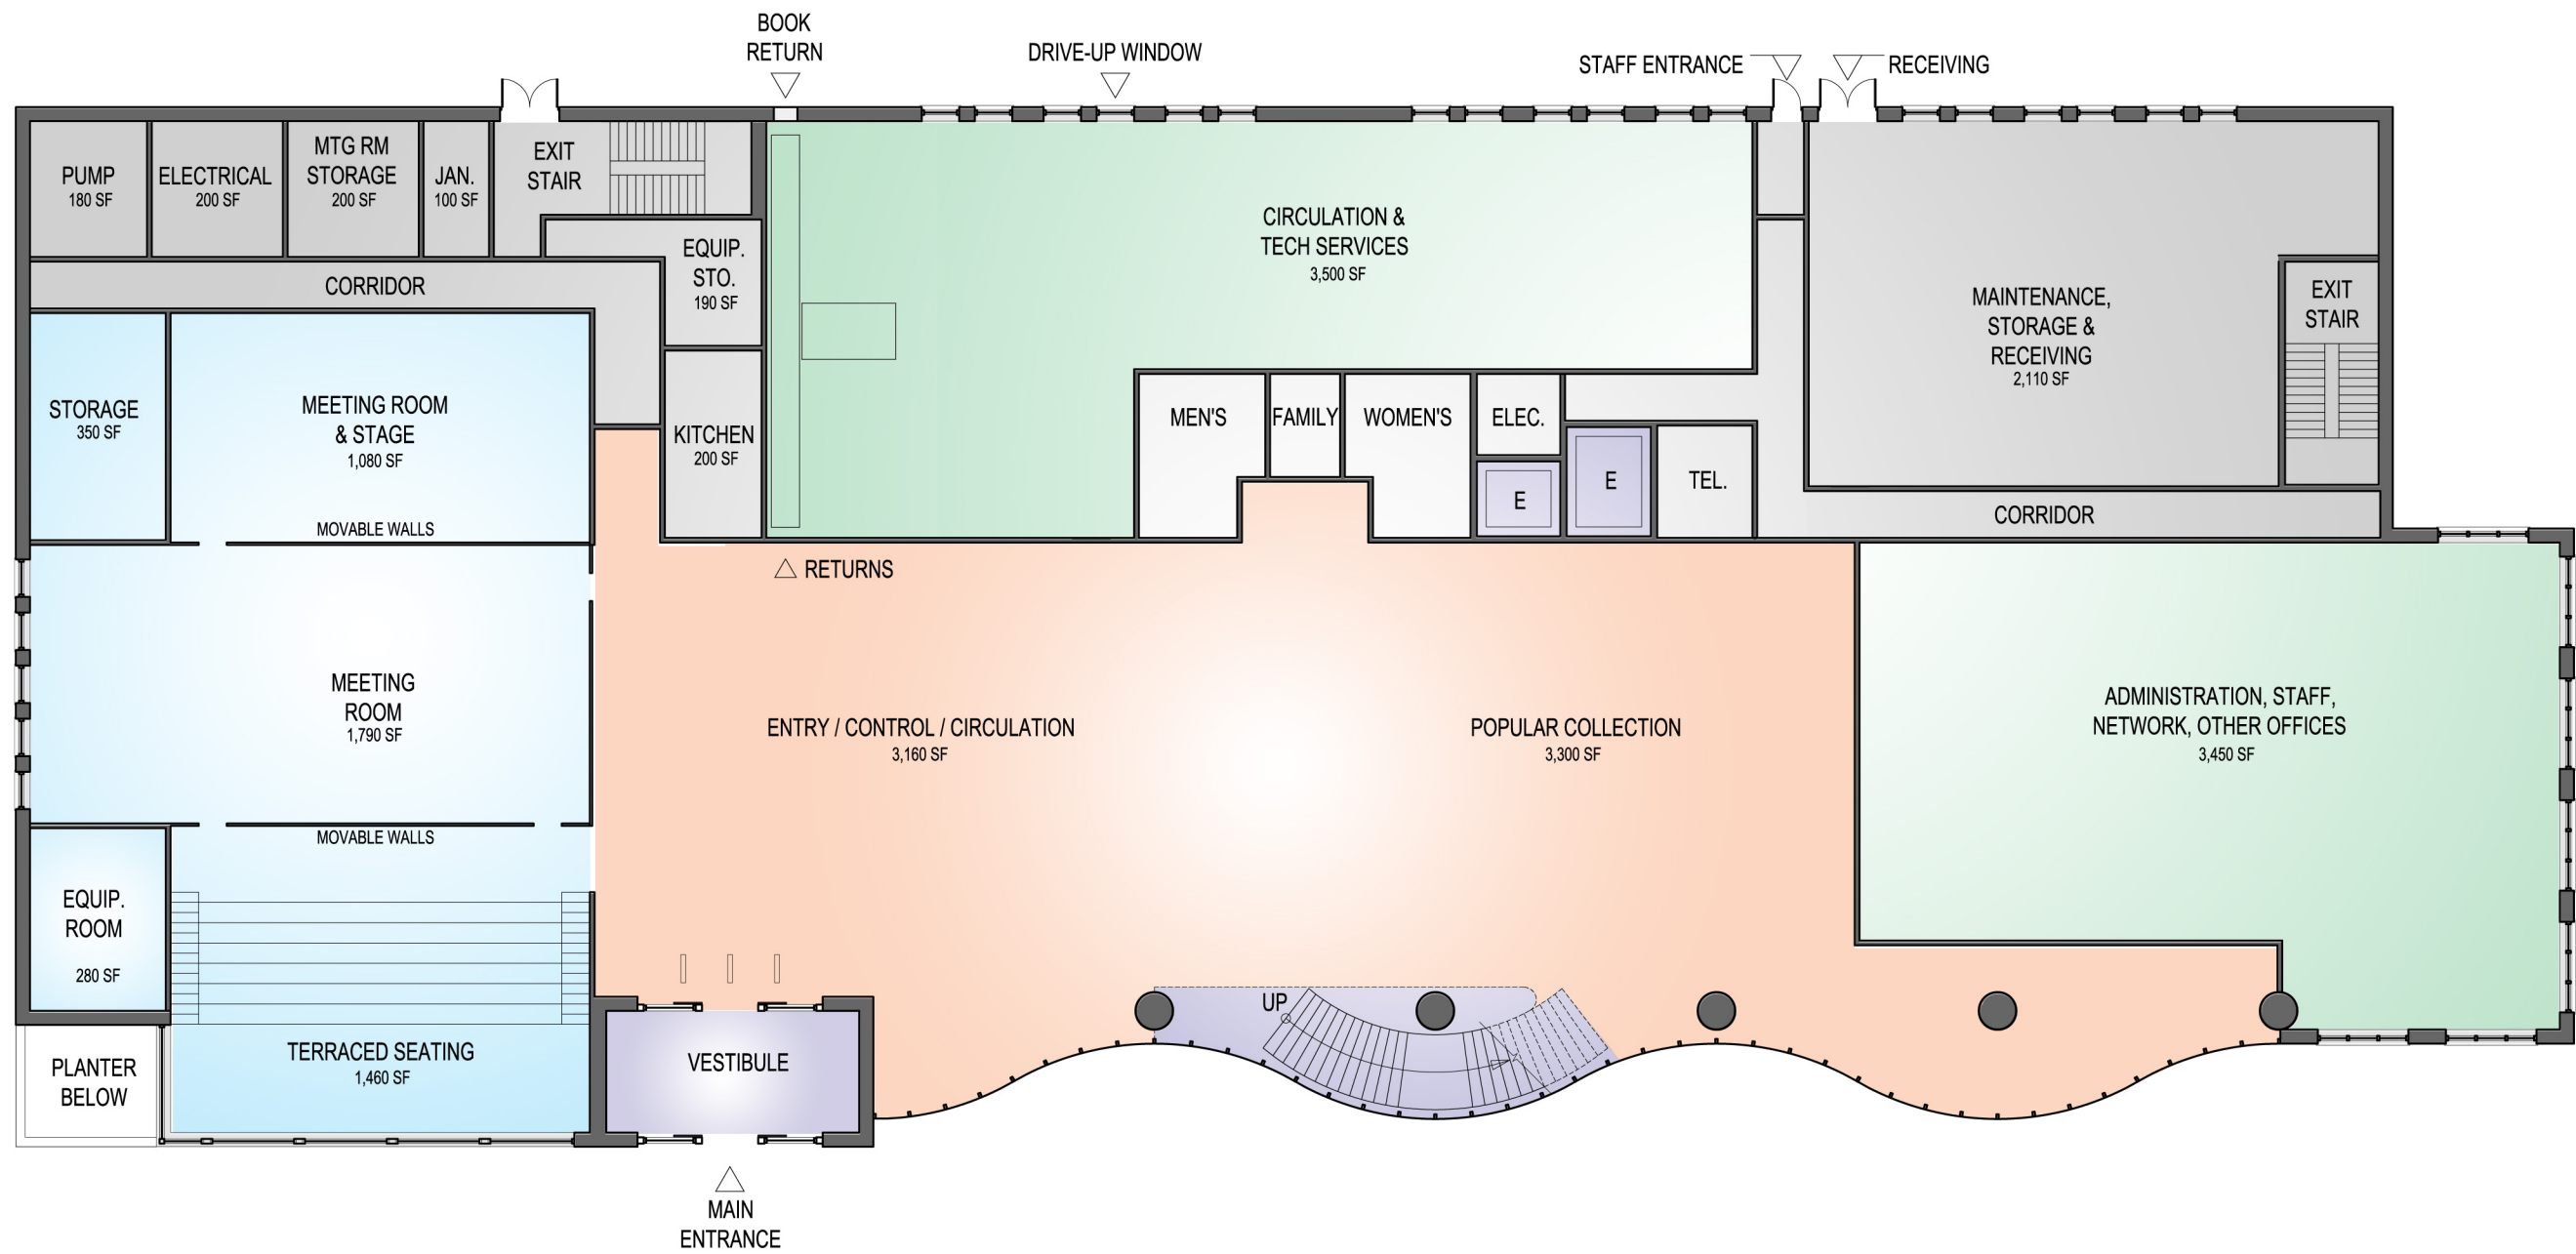 BOOK
RETURN
DRIVE-UP WINDOW
STAFF ENTRANCE
RECEIVING
PUMP
180 SF
ELECTRICAL
200 SF
MTG RM
STORAGE
200 SF
JAN.
100 SF
EXIT
STAIR
EQUIP.
STO.
190 SF
CORRIDOR
CIRCULATION &
TECH SERVICES
3,500 SF
MAINTENANCE,
STORAGE &
RECEIVING
2,110 SF
EXIT
STAIR
STORAGE
350 SF
MEETING ROOM
& STAGE
1,080 SF
MOVABLE WALLS
KITCHEN
200 SF
MEN'S
FAMILY
WOMEN'S
ELEC.
E
E
TEL.
CORRIDOR
RETURNS
MEETING
ROOM
1,790 SF
MOVABLE WALLS
ENTRY / CONTROL / CIRCULATION
3,160 SF
POPULAR COLLECTION
3,300 SF
ADMINISTRATION, STAFF,
NETWORK, OTHER OFFICES
3,450 SF
EQUIP.
ROOM
280 SF
UP
PLANTER
BELOW
TERRACED SEATING
1,460 SF
VESTIBULE
MAIN
ENTRANCE